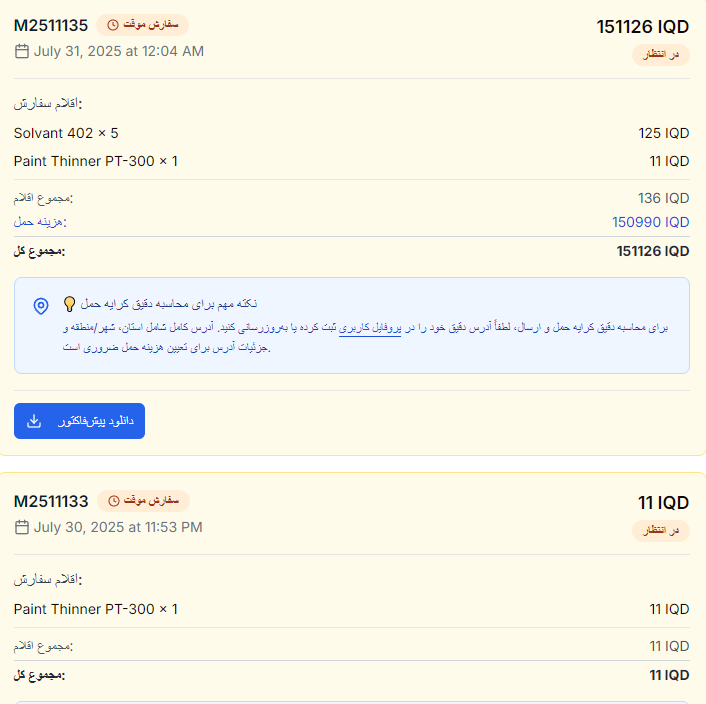 M2511135 سفارش موقت 151126 IQD
July 31, 2025 at 12:04 AM در انتظار
اقلام سفارش:
Solvant 402 × 5 125 IQD
Paint Thinner PT-300 × 1 11 IQD
مجموع اقلام: 136 IQD
هزینه حمل: 150990 IQD
مجموع کل: 151126 IQD
💡 نکته مهم برای محاسبه دقیق کرایه حمل
برای محاسبه دقیق کرایه حمل و ارسال، لطفاً آدرس دقیق خود را در پروفایل کاربری ثبت کرده یا به‌روزرسانی کنید. آدرس کامل شامل استان، شهر/منطقه و
جزئیات آدرس برای تعیین هزینه حمل ضروری است.
دانلود پیش‌فاکتور
M2511133 سفارش موقت 11 IQD
July 30, 2025 at 11:53 PM در انتظار
اقلام سفارش:
Paint Thinner PT-300 × 1 11 IQD
مجموع اقلام: 11 IQD
مجموع کل: 11 IQD